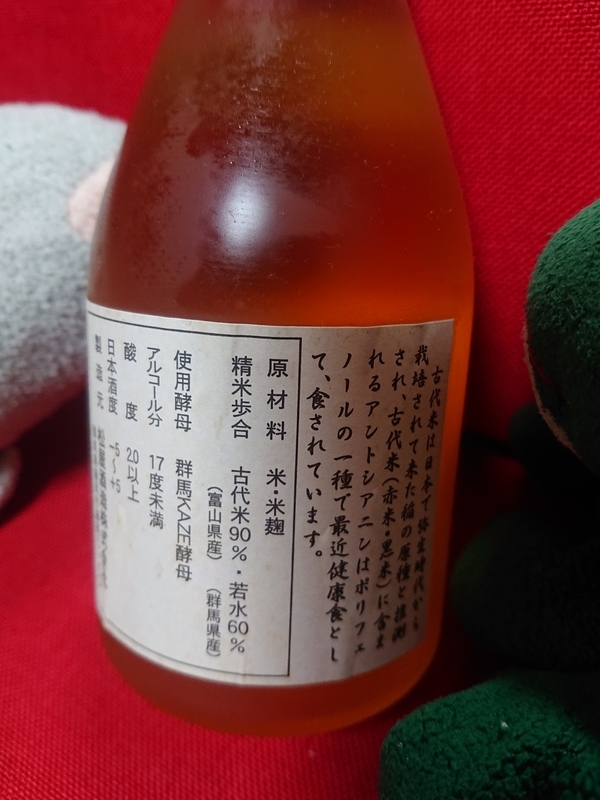 古代米は日本で弥生時代から
栽培されて来た稲の原種と推測
され、古代米(赤米・黒米)に含ま
れるアントシアニンはポリフェ
ノールの一種で最近健康食とし
て、食されています。
原材料 米・米麹
精米歩合 古代米90%・若水60%
(富山県産) (群馬県産)
使用酵母 群馬KAZE酵母
アルコール分 17度未満
酸度 2.0以上
日本酒度 −5〜+5
製造元